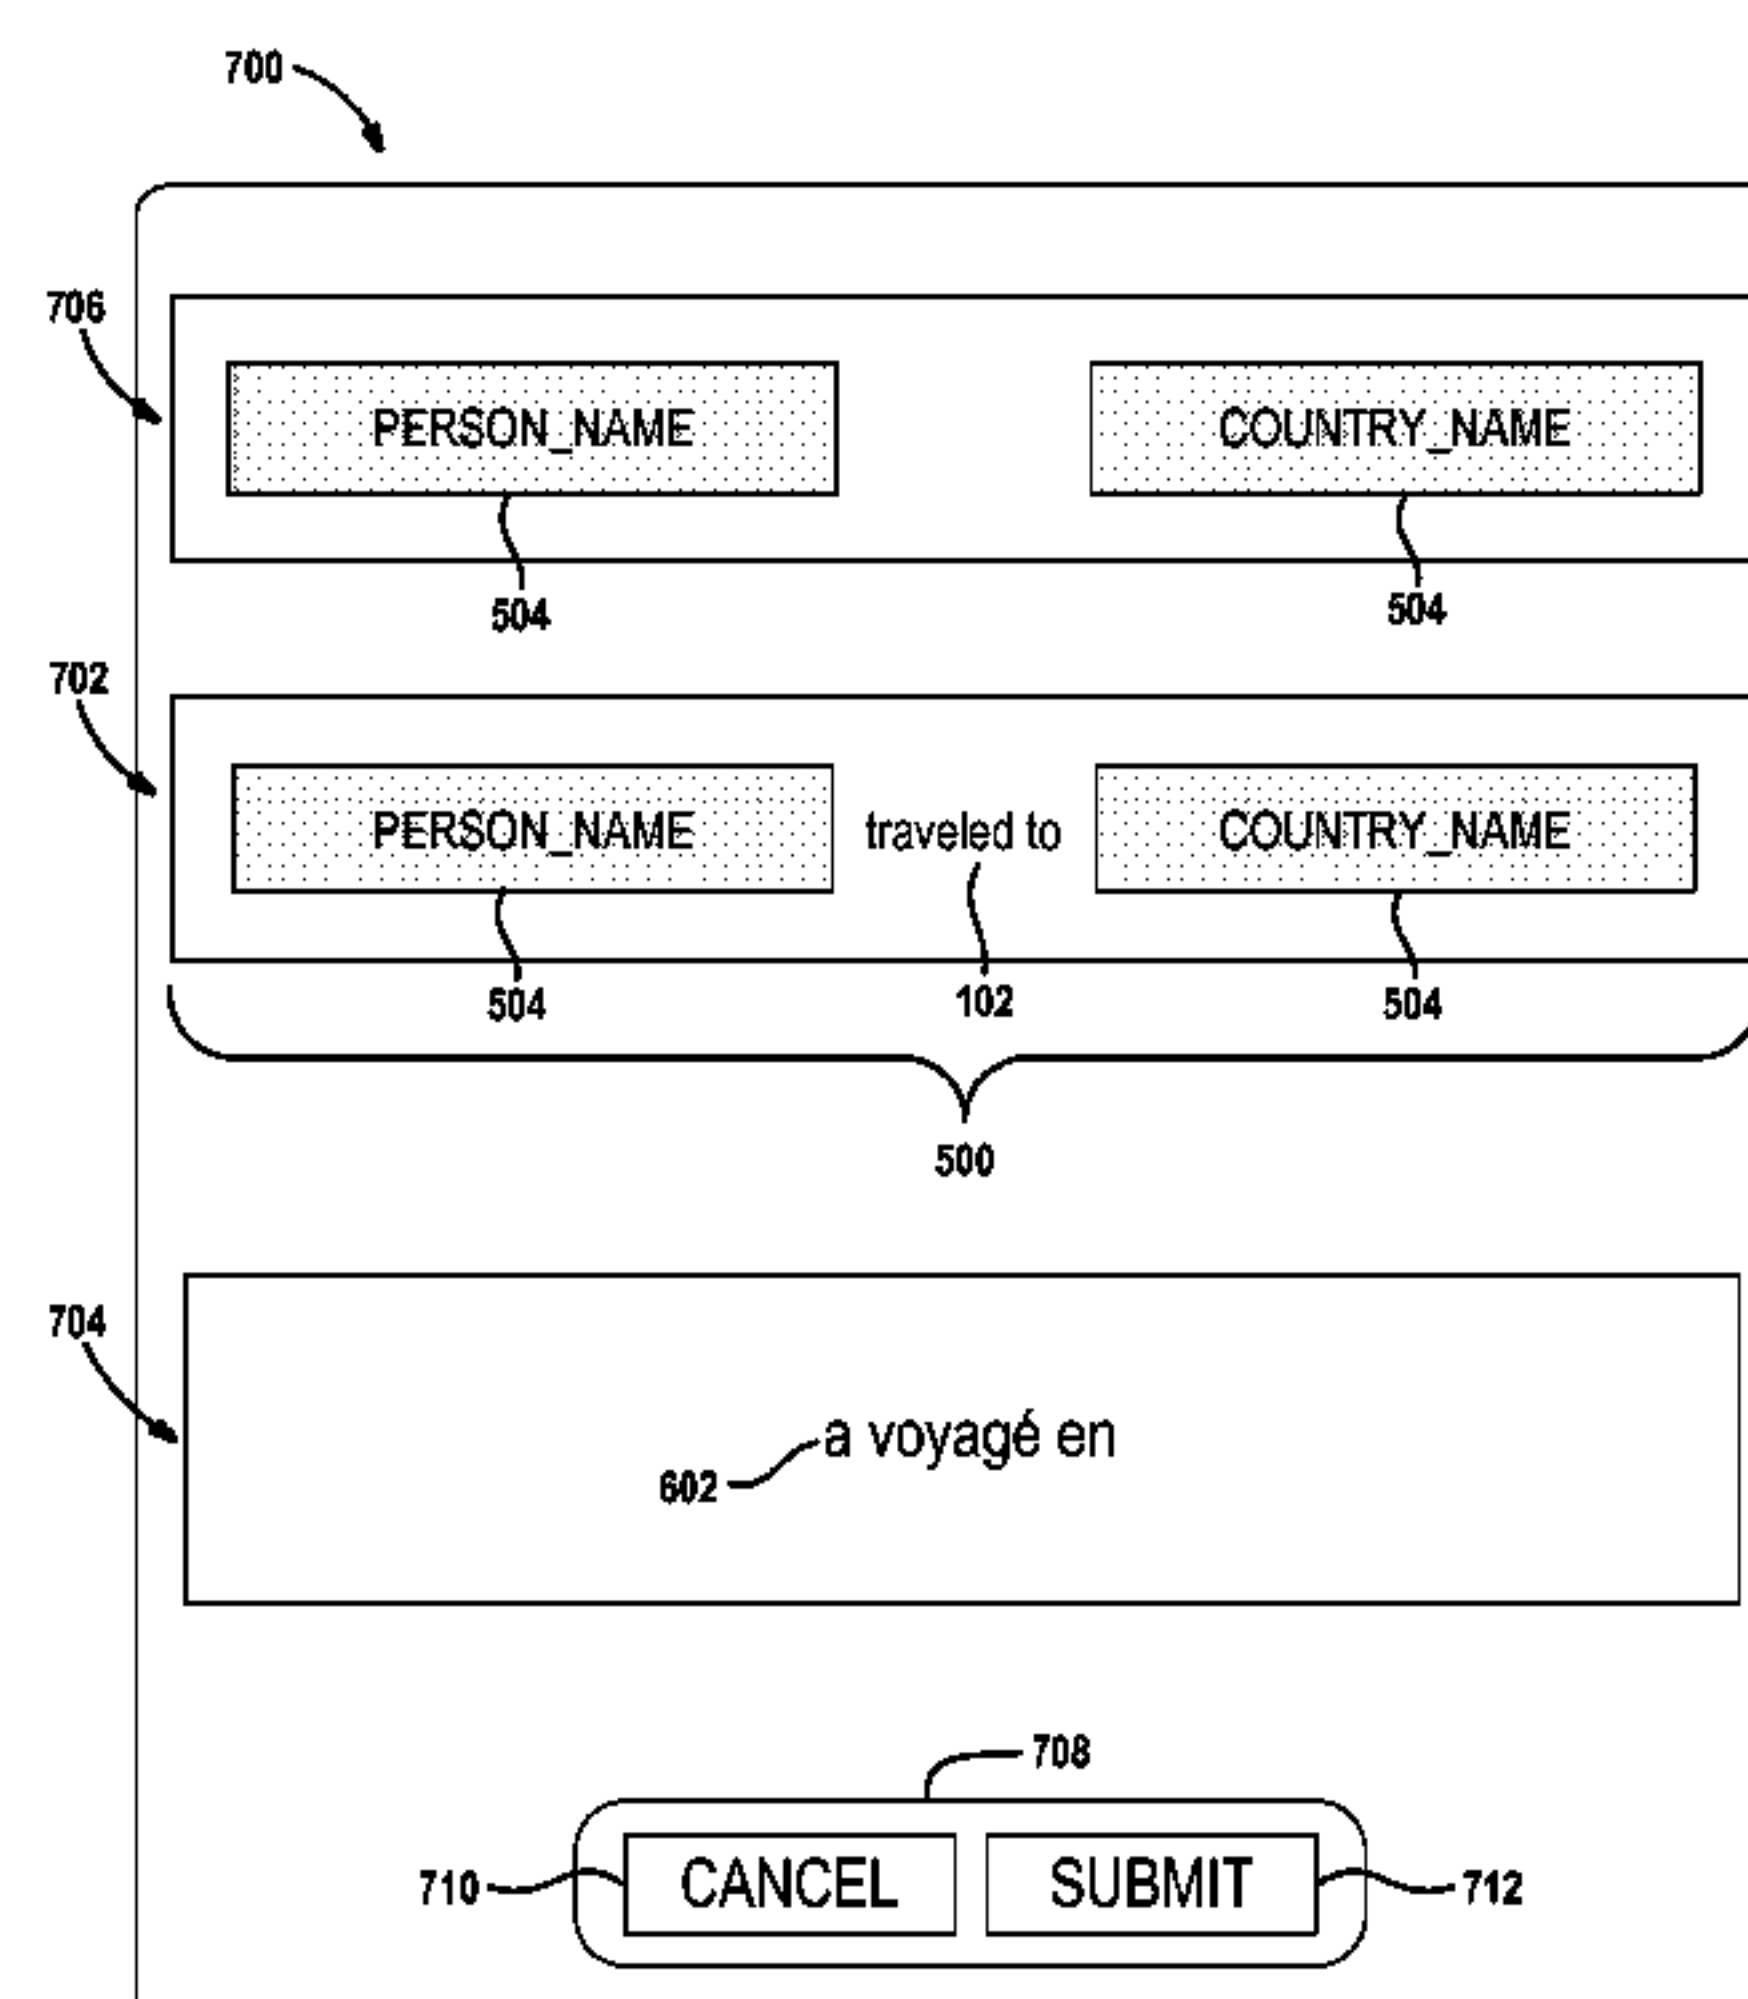 700
706
PERSON_NAME COUNTRY_NAME
504 504
702
PERSON_NAME traveled to COUNTRY_NAME
504 102 504
500
704
a voyagé en
602
708
710 CANCEL SUBMIT 712